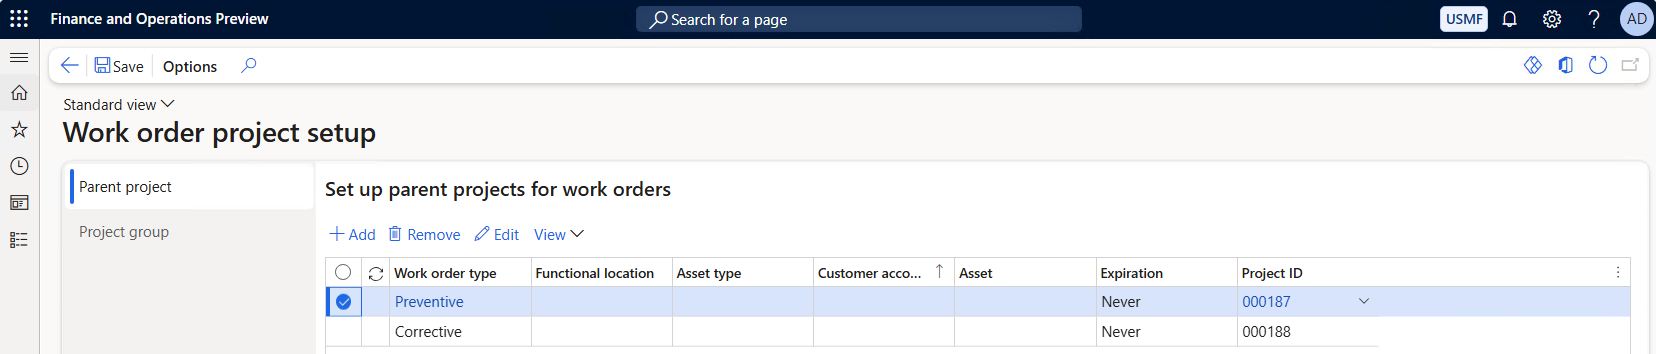 Finance and Operations Preview
Search for a page
USMF
AD
Save
Options
Standard view
Work order project setup
Parent project
Project group
Set up parent projects for work orders
Add Remove Edit View
Work order type Functional location Asset type Customer acco... Asset Expiration Project ID
Preventive Never 000187
Corrective Never 000188